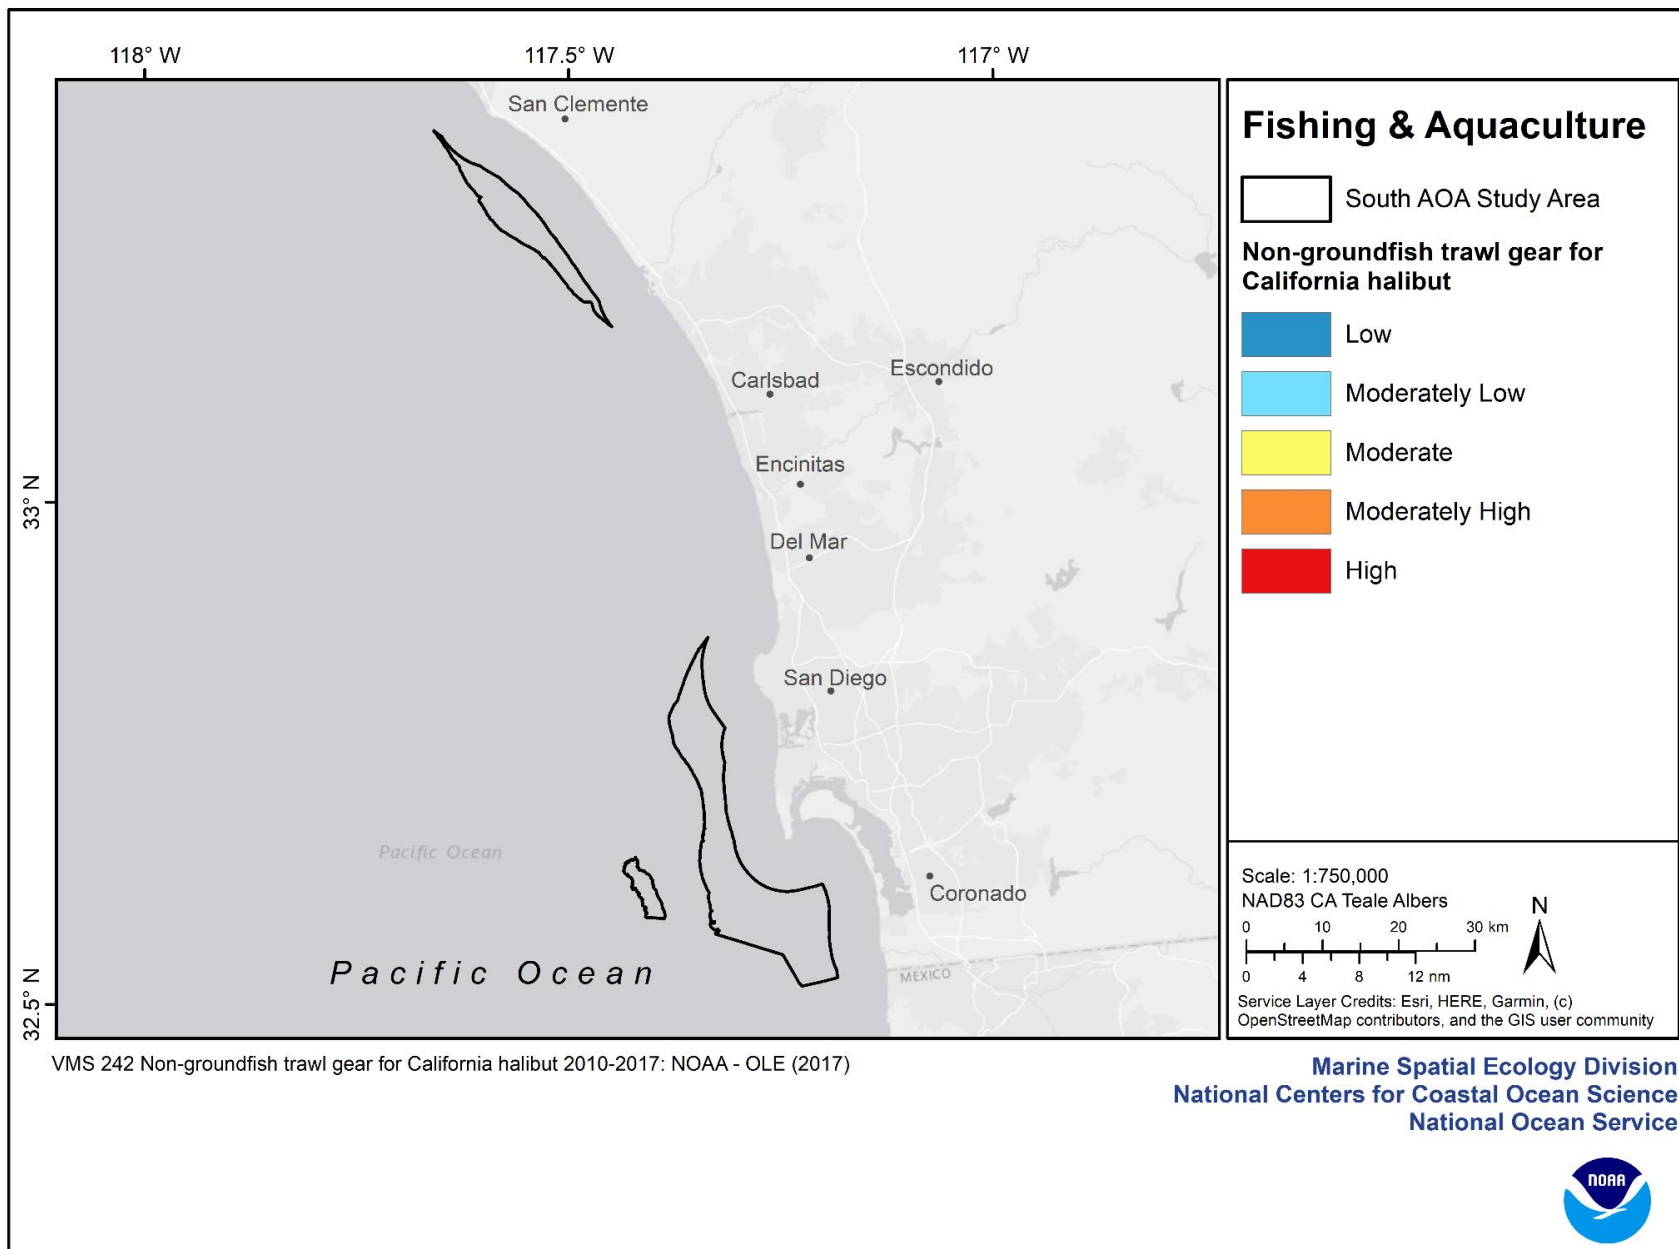 118° W
117.5° W
117° W
San Clemente
Carlsbad
Escondido
Encinitas
Del Mar
San Diego
Coronado
Pacific Ocean
Pacific Ocean
MEXICO
33° N
32.5° N
Fishing & Aquaculture
South AOA Study Area
Non-groundfish trawl gear for
California halibut
Low
Moderately Low
Moderate
Moderately High
High
Scale: 1:750,000
NAD83 CA Teale Albers
0 10 20 30 km
0 4 8 12 nm
N
Service Layer Credits: Esri, HERE, Garmin, (c)
OpenStreetMap contributors, and the GIS user community
VMS 242 Non-groundfish trawl gear for California halibut 2010-2017: NOAA - OLE (2017)
Marine Spatial Ecology Division
National Centers for Coastal Ocean Science
National Ocean Service
NOAA